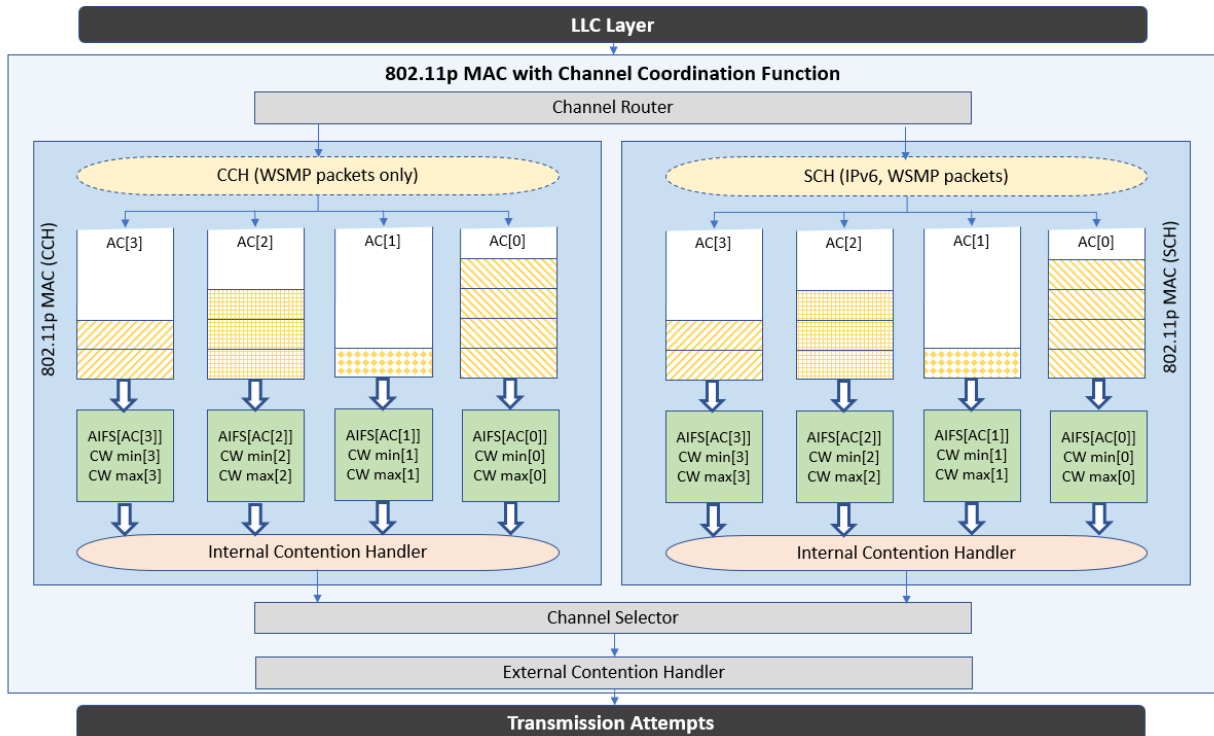 LLC Layer
802.11p MAC with Channel Coordination Function
Channel Router
802.11p MAC (CCH)
CCH (WSMP packets only)
AC[3]
AC[2]
AC[1]
AC[0]
AIFS[AC[3]]
CW min[3]
CW max[3]
AIFS[AC[2]]
CW min[2]
CW max[2]
AIFS[AC[1]]
CW min[1]
CW max[1]
AIFS[AC[0]]
CW min[0]
CW max[0]
Internal Contention Handler
SCH (IPv6, WSMP packets)
AC[3]
AC[2]
AC[1]
AC[0]
802.11p MAC (SCH)
AIFS[AC[3]]
CW min[3]
CW max[3]
AIFS[AC[2]]
CW min[2]
CW max[2]
AIFS[AC[1]]
CW min[1]
CW max[1]
AIFS[AC[0]]
CW min[0]
CW max[0]
Internal Contention Handler
Channel Selector
External Contention Handler
Transmission Attempts